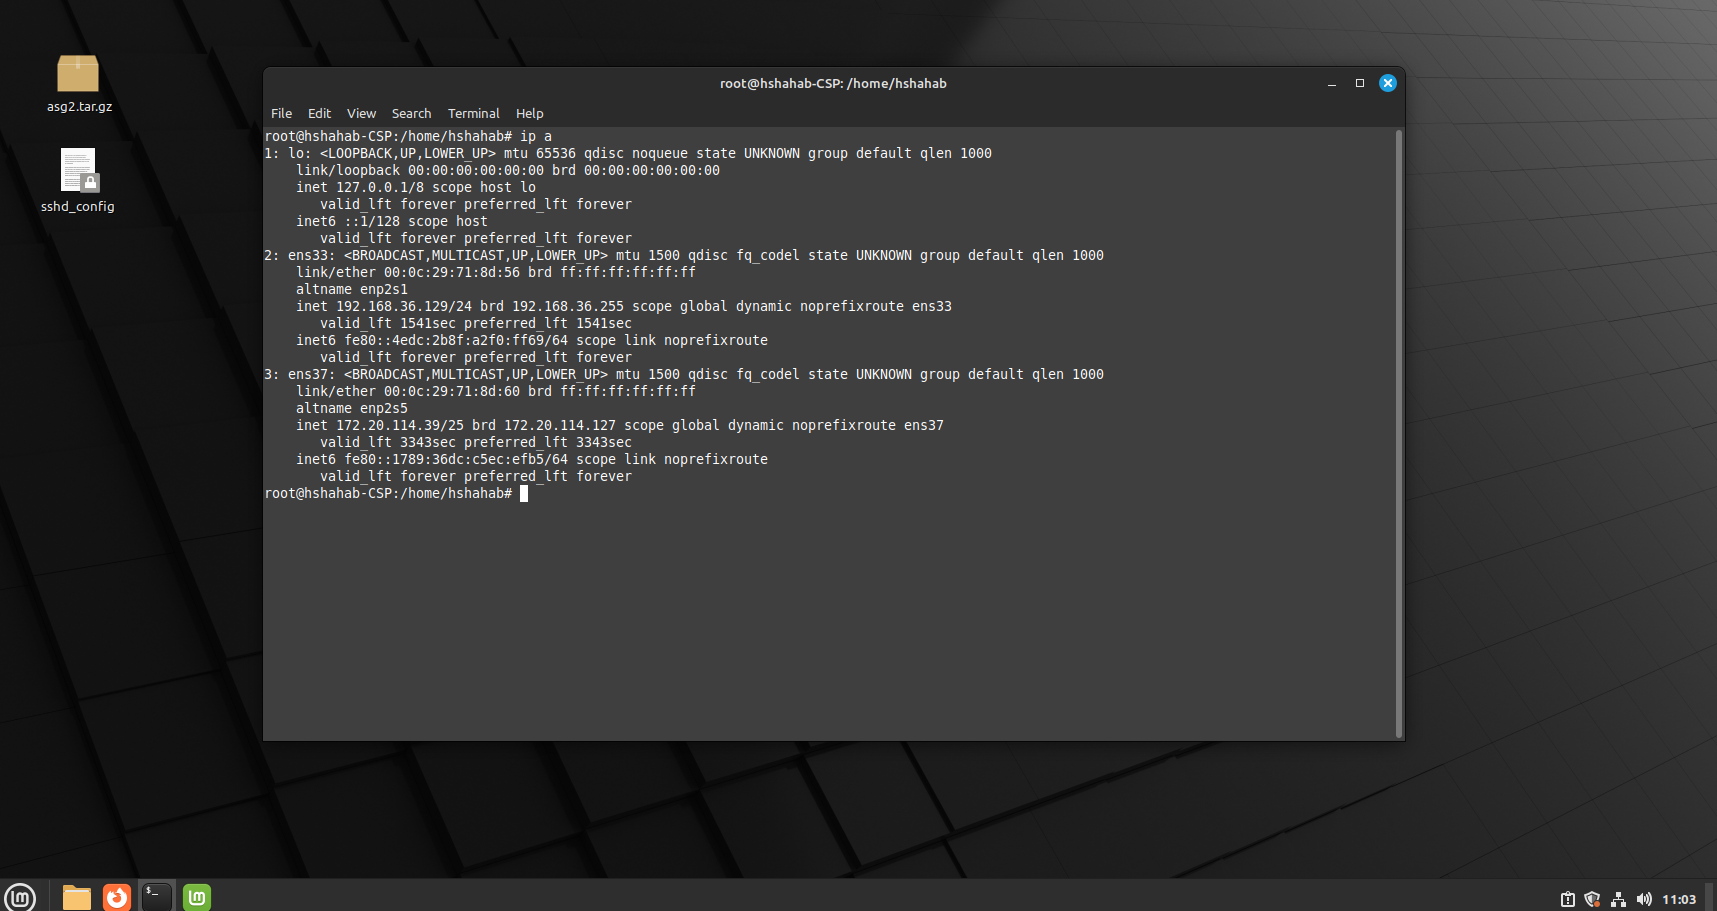 asg2.tar.gz
sshd_config
root@hshahab-CSP: /home/hshahab
File Edit View Search Terminal Help
root@hshahab-CSP:/home/hshahab# ip a
1: lo: <LOOPBACK,UP,LOWER_UP> mtu 65536 qdisc noqueue state UNKNOWN group default qlen 1000
    link/loopback 00:00:00:00:00:00 brd 00:00:00:00:00:00
    inet 127.0.0.1/8 scope host lo
       valid_lft forever preferred_lft forever
    inet6 ::1/128 scope host
       valid_lft forever preferred_lft forever
2: ens33: <BROADCAST,MULTICAST,UP,LOWER_UP> mtu 1500 qdisc fq_codel state UNKNOWN group default qlen 1000
    link/ether 00:0c:29:71:8d:56 brd ff:ff:ff:ff:ff:ff
    altname enp2s1
    inet 192.168.36.129/24 brd 192.168.36.255 scope global dynamic noprefixroute ens33
       valid_lft 1541sec preferred_lft 1541sec
    inet6 fe80::4edc:2b8f:a2f0:ff69/64 scope link noprefixroute
       valid_lft forever preferred_lft forever
3: ens37: <BROADCAST,MULTICAST,UP,LOWER_UP> mtu 1500 qdisc fq_codel state UNKNOWN group default qlen 1000
    link/ether 00:0c:29:71:8d:60 brd ff:ff:ff:ff:ff:ff
    altname enp2s5
    inet 172.20.114.39/25 brd 172.20.114.127 scope global dynamic noprefixroute ens37
       valid_lft 3343sec preferred_lft 3343sec
    inet6 fe80::1789:36dc:c5ec:efb5/64 scope link noprefixroute
       valid_lft forever preferred_lft forever
root@hshahab-CSP:/home/hshahab#
$_
11:03